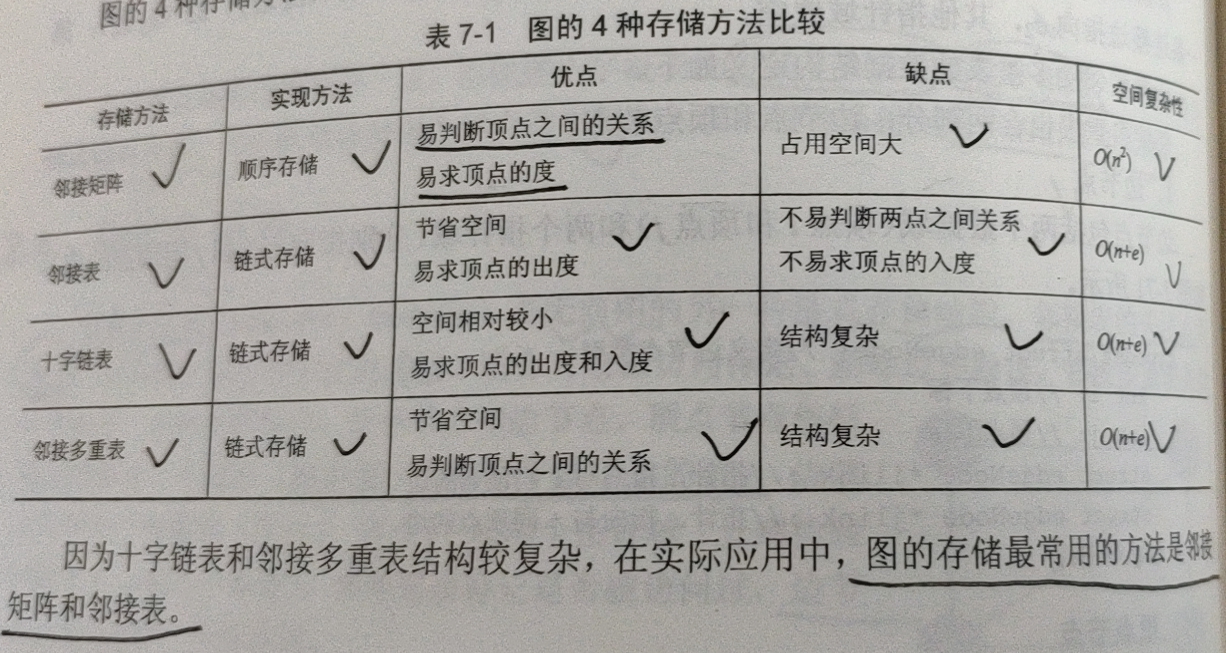 图的4种存储方法
表 7-1 图的 4 种存储方法比较
存储方法 实现方法 优点 缺点 空间复杂性
邻接矩阵 顺序存储 易判断顶点之间的关系 占用空间大 O(n²)
易求顶点的度
邻接表 链式存储 节省空间 不易判断两点之间关系 O(n+e)
易求顶点的出度 不易求顶点的入度
十字链表 链式存储 空间相对较小 结构复杂 O(n+e)
易求顶点的出度和入度
邻接多重表 链式存储 节省空间 结构复杂 O(n+e)
易判断顶点之间的关系
因为十字链表和邻接多重表结构较复杂，在实际应用中，图的存储最常用的方法是邻接
矩阵和邻接表。